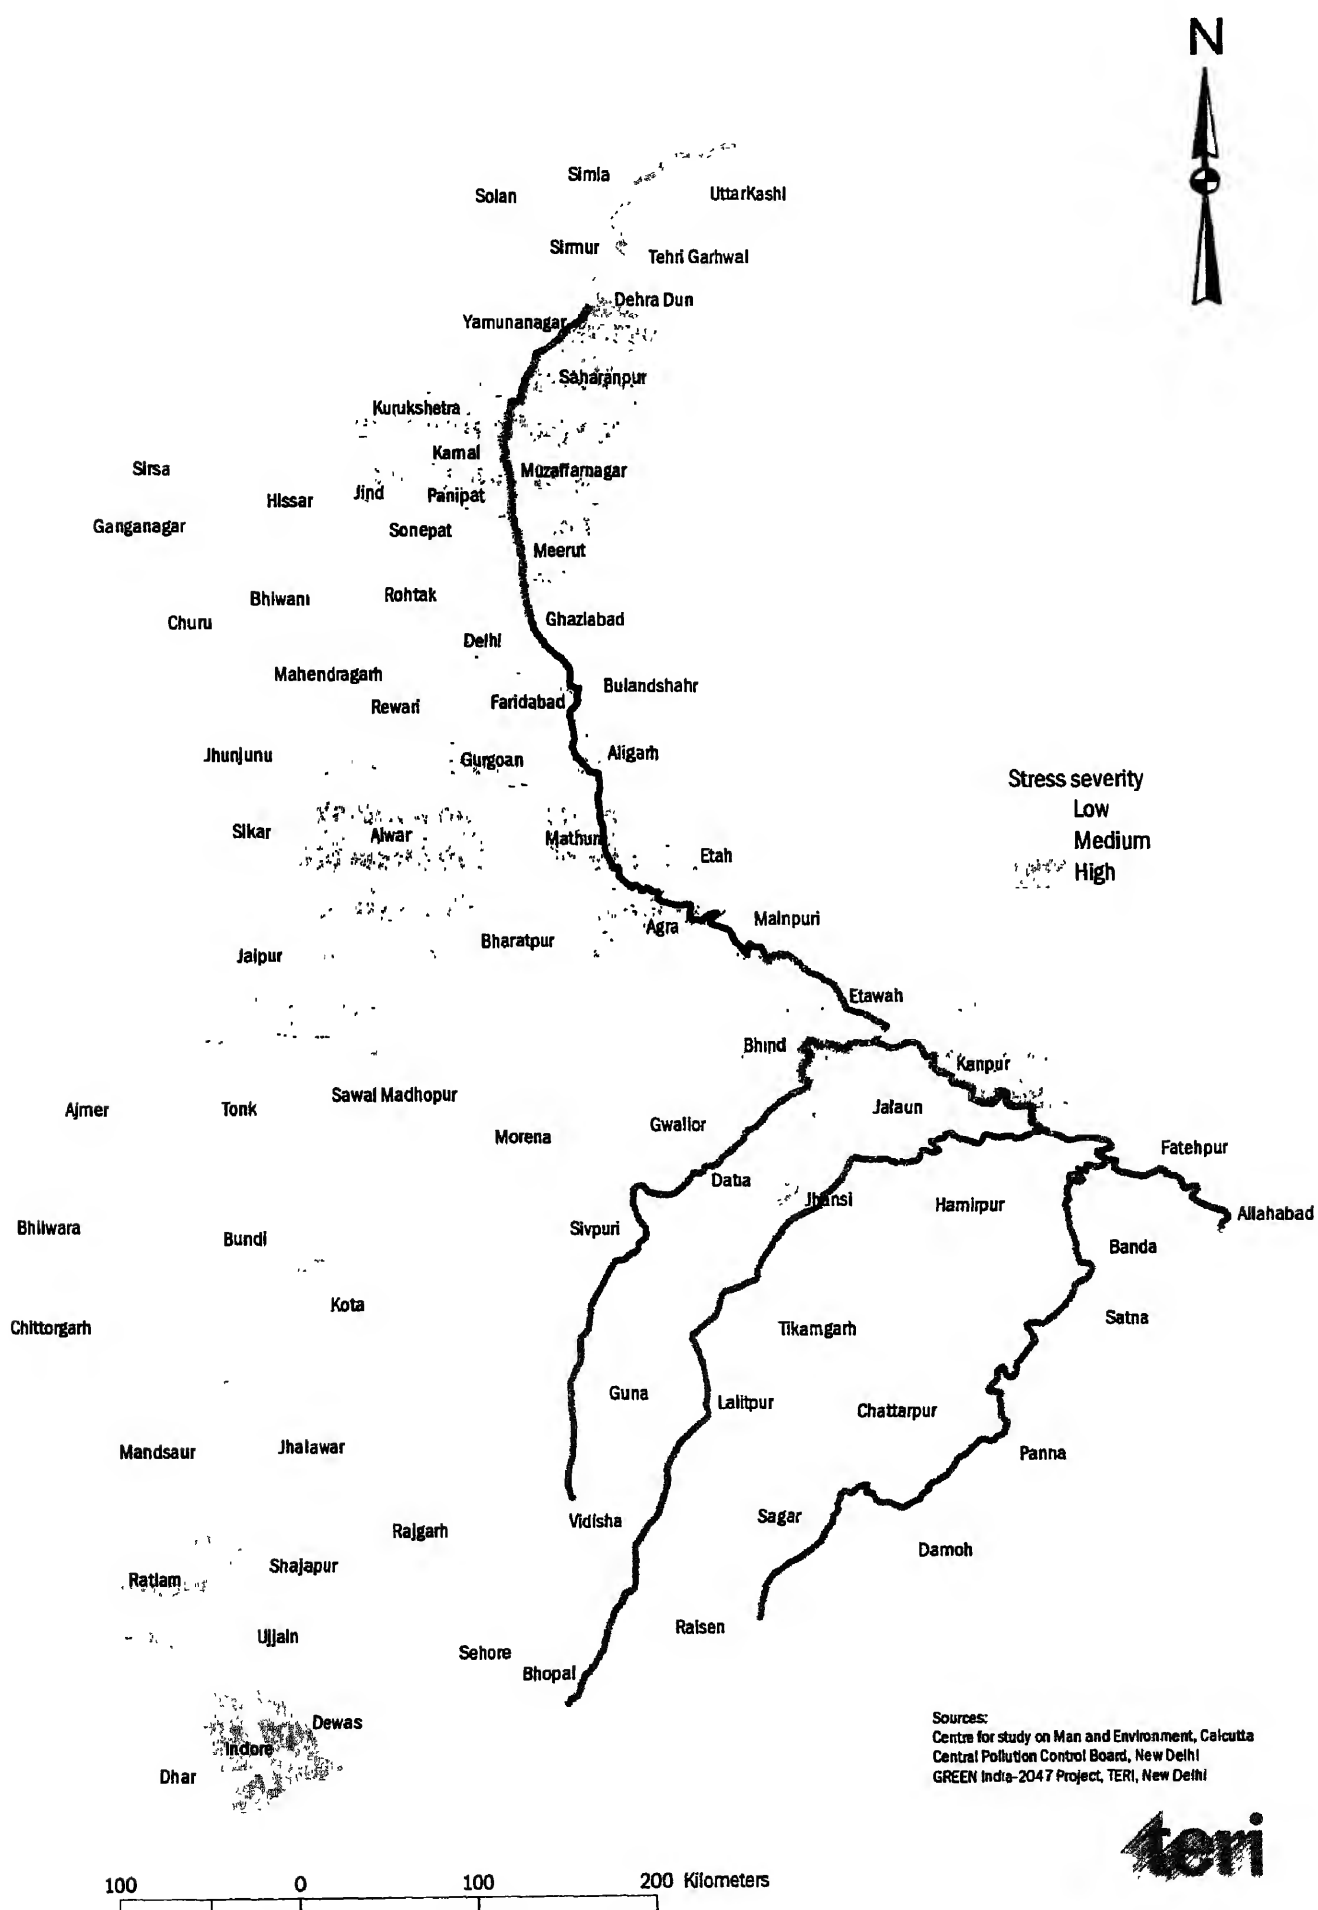 N
Simla
Solan
UttarKashi
Sirmur
Tehri Garhwal
Dehra Dun
Yamunanagar
Saharanpur
Kurukshetra
Karnal
Sirsa
Muzaffarnagar
Hissar
Jind
Panipat
Ganganagar
Sonepat
Meerut
Bhiwani
Rohtak
Churu
Ghaziabad
Delhi
Mahendragarh
Bulandshahr
Rewari
Faridabad
Jhunjunu
Gurgoan
Aligarh
Stress severity
Low
Sikar
Alwar
Mathura
Medium
Etah
High
Mainpuri
Agra
Bharatpur
Jaipur
Etawah
Bhind
Kanpur
Sawai Madhopur
Ajmer
Tonk
Jalaun
Gwalior
Morena
Fatehpur
Datia
Jhansi
Hamirpur
Allahabad
Bhilwara
Bundi
Sivpuri
Banda
Kota
Satna
Chittorgarh
Tikamgarh
Guna
Lalitpur
Chattarpur
Mandsaur
Jhalawar
Panna
Sagar
Vidisha
Rajgarh
Damoh
Shajapur
Ratlam
Raisen
Ujjain
Sehore
Bhopal
Dewas
Indore
Dhar
Sources:
Centre for study on Man and Environment, Calcutta
Central Pollution Control Board, New Delhi
GREEN India-2047 Project, TERI, New Delhi
teri
100 0 100 200 Kilometers